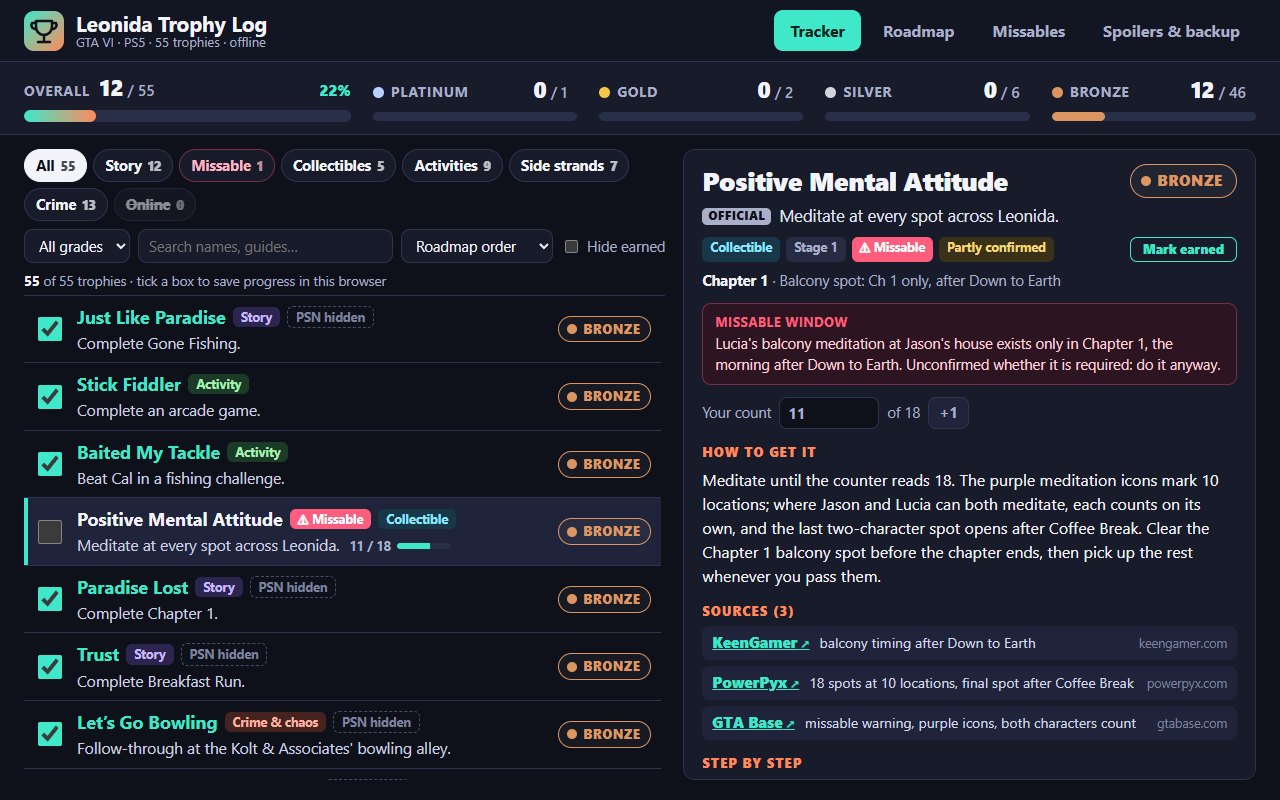 Leonida Trophy Log
GTA VI · PS5 · 55 trophies · offline
Tracker
Roadmap
Missables
Spoilers & backup
OVERALL 12 / 55 22%
PLATINUM 0 / 1
GOLD 0 / 2
SILVER 0 / 6
BRONZE 12 / 46
All 55
Story 12
Missable 1
Collectibles 5
Activities 9
Side strands 7
Crime 13
Online 0
All grades
Search names, guides...
Roadmap order
Hide earned
55 of 55 trophies · tick a box to save progress in this browser
Just Like Paradise Story PSN hidden
Complete Gone Fishing.
BRONZE
Stick Fiddler Activity
Complete an arcade game.
BRONZE
Baited My Tackle Activity
Beat Cal in a fishing challenge.
BRONZE
Positive Mental Attitude ⚠ Missable Collectible
Meditate at every spot across Leonida. 11 / 18
BRONZE
Paradise Lost Story PSN hidden
Complete Chapter 1.
BRONZE
Trust Story PSN hidden
Complete Breakfast Run.
BRONZE
Let's Go Bowling Crime & chaos PSN hidden
Follow-through at the Kolt & Associates' bowling alley.
BRONZE
Positive Mental Attitude
BRONZE
OFFICIAL Meditate at every spot across Leonida.
Collectible Stage 1 ⚠ Missable Partly confirmed
Mark earned
Chapter 1 · Balcony spot: Ch 1 only, after Down to Earth
MISSABLE WINDOW
Lucia's balcony meditation at Jason's house exists only in Chapter 1, the
morning after Down to Earth. Unconfirmed whether it is required: do it anyway.
Your count 11 of 18 +1
HOW TO GET IT
Meditate until the counter reads 18. The purple meditation icons mark 10
locations; where Jason and Lucia can both meditate, each counts on its
own, and the last two-character spot opens after Coffee Break. Clear the
Chapter 1 balcony spot before the chapter ends, then pick up the rest
whenever you pass them.
SOURCES (3)
KeenGamer ↗ balcony timing after Down to Earth keengamer.com
PowerPyx ↗ 18 spots at 10 locations, final spot after Coffee Break powerpyx.com
GTA Base ↗ missable warning, purple icons, both characters count gtabase.com
STEP BY STEP